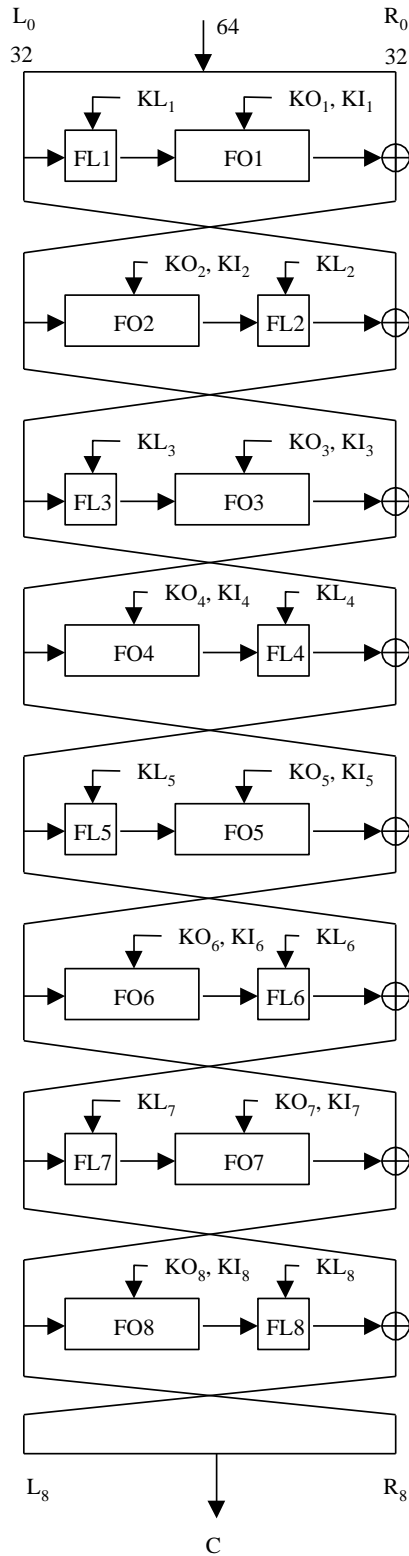 L₀ R₀
64
32 32
KL₁ KO₁, KI₁
FL1 FO1
KO₂, KI₂ KL₂
FO2 FL2
KL₃ KO₃, KI₃
FL3 FO3
KO₄, KI₄ KL₄
FO4 FL4
KL₅ KO₅, KI₅
FL5 FO5
KO₆, KI₆ KL₆
FO6 FL6
KL₇ KO₇, KI₇
FL7 FO7
KO₈, KI₈ KL₈
FO8 FL8
L₈ R₈
C